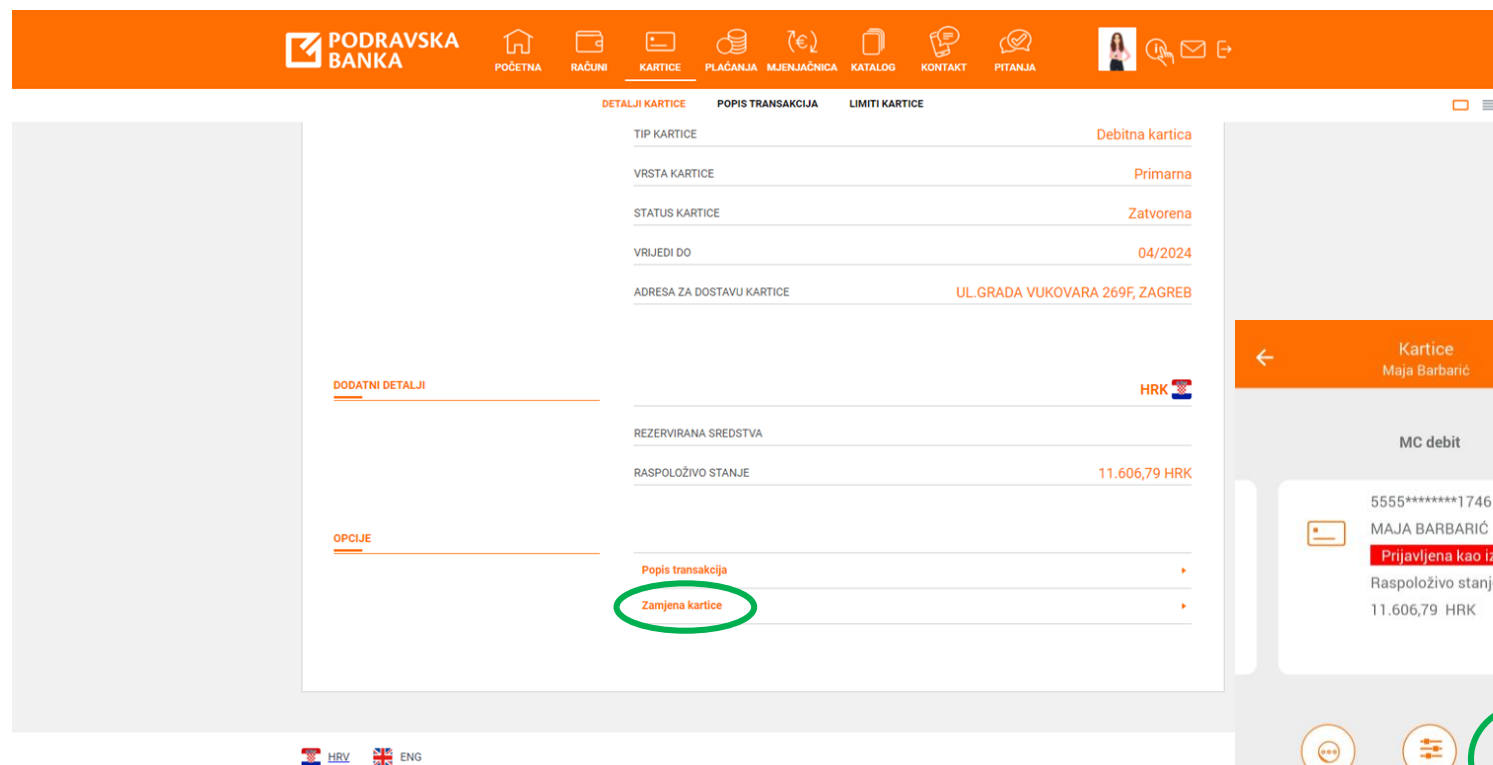 PODRAVSKA
BANKA
POČETNA
RAČUNI
KARTICE
PLAĆANJA
MJENJAČNICA
KATALOG
KONTAKT
PITANJA
DETALJI KARTICE
POPIS TRANSAKCIJA
LIMITI KARTICE
TIP KARTICE Debitna kartica
VRSTA KARTICE Primarna
STATUS KARTICE Zatvorena
VRIJEDI DO 04/2024
ADRESA ZA DOSTAVU KARTICE UL.GRADA VUKOVARA 269F, ZAGREB
DODATNI DETALJI HRK
REZERVIRANA SREDSTVA
RASPOLOŽIVO STANJE 11.606,79 HRK
OPCIJE
Popis transakcija
Zamjena kartice
HRV ENG
Kartice
Maja Barbarić
MC debit
5555********1746
MAJA BARBARIĆ
Prijavljena kao iz
Raspoloživo stanj
11.606,79 HRK